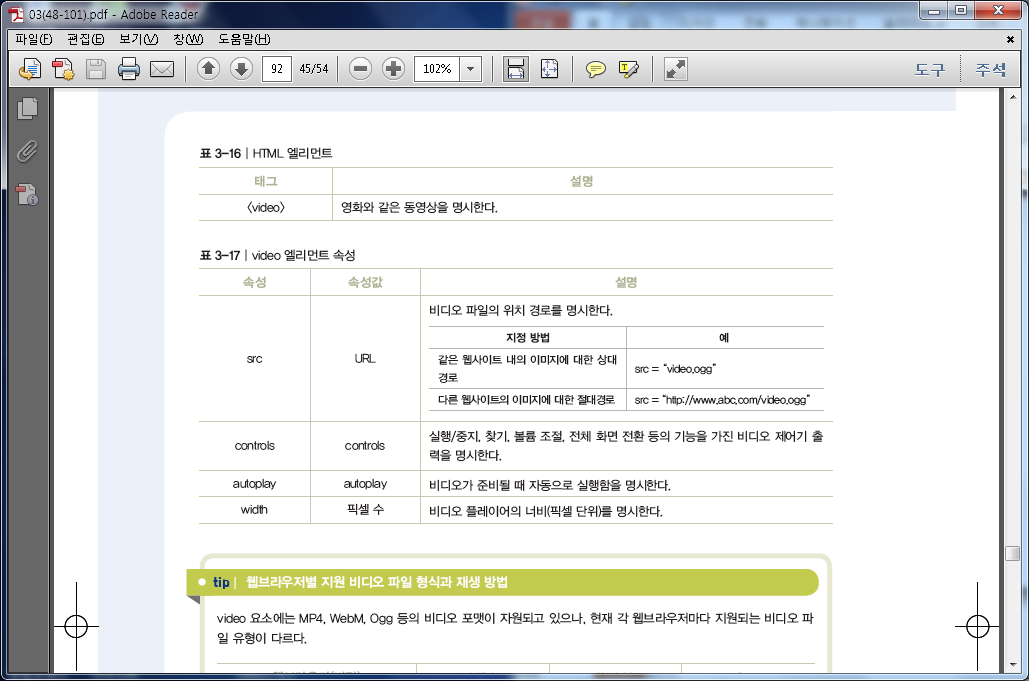 03(48-101).pdf - Adobe Reader
파일(F) 편집(E) 보기(V) 창(W) 도움말(H)
92 45/54 102% 도구 주석
표 3-16 | HTML 엘리먼트
태그 설명
〈video〉 영화와 같은 동영상을 명시한다.
표 3-17 | video 엘리먼트 속성
속성 속성값 설명
비디오 파일의 위치 경로를 명시한다.
지정 방법 예
src URL 같은 웹사이트 내의 이미지에 대한 상대
경로 src = “video.ogg”
다른 웹사이트의 이미지에 대한 절대경로 src = “http://www.abc.com/video.ogg”
controls controls 실행/중지, 찾기, 볼륨 조절, 전체 화면 전환 등의 기능을 가진 비디오 제어기 출
력을 명시한다.
autoplay autoplay 비디오가 준비될 때 자동으로 실행함을 명시한다.
width 픽셀 수 비디오 플레이어의 너비(픽셀 단위)를 명시한다.
tip | 웹브라우저별 지원 비디오 파일 형식과 재생 방법
video 요소에는 MP4, WebM, Ogg 등의 비디오 포맷이 자원되고 있으나, 현재 각 웹브라우저마다 지원되는 비디오 파
일 유형이 다르다.